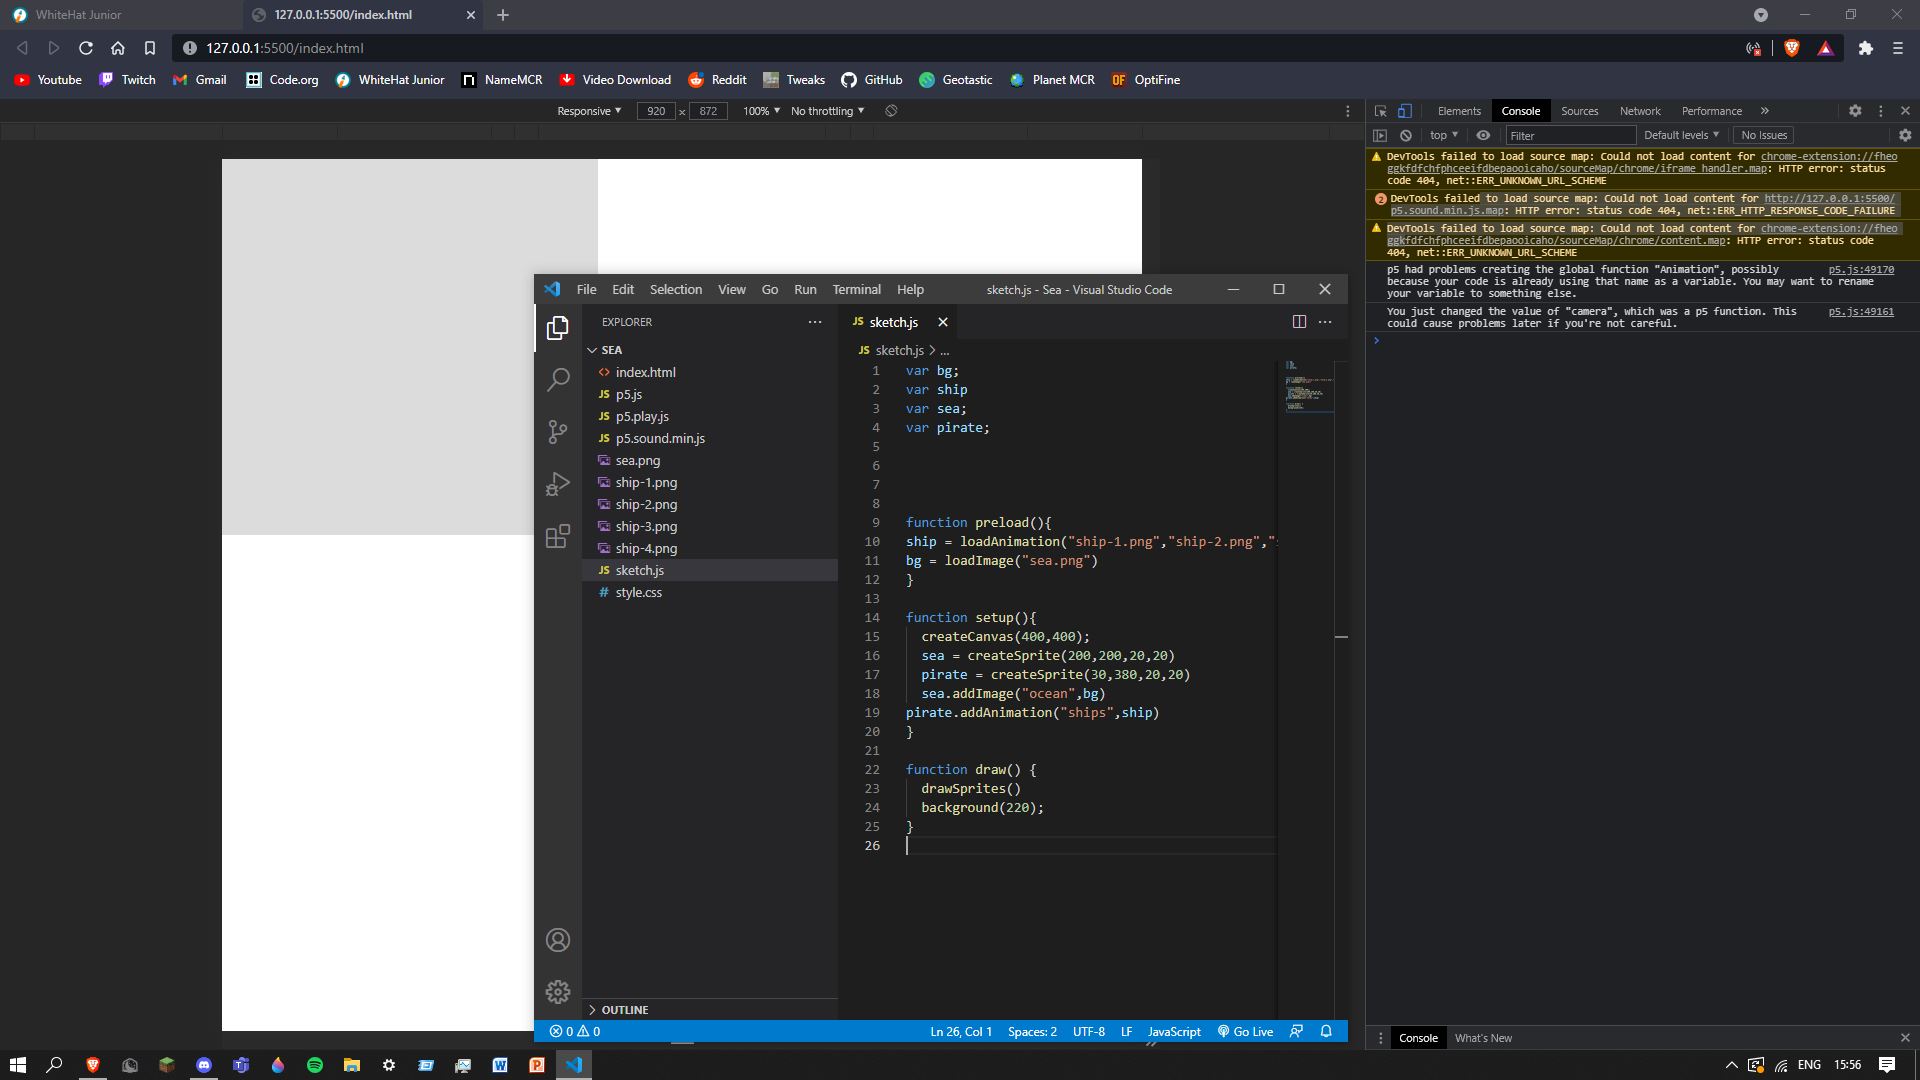 WhiteHat Junior
127.0.0.1:5500/index.html
127.0.0.1:5500/index.html
Youtube Twitch Gmail Code.org WhiteHat Junior NameMCR Video Download Reddit Tweaks GitHub Geotastic Planet MCR OF OptiFine
Responsive 920 x 872 100% No throttling
Elements Console Sources Network Performance »
top Filter Default levels No Issues
DevTools failed to load source map: Could not load content for chrome-extension://fheo
ggkfdfchfphceeifdbepaooicaho/sourceMap/chrome/iframe_handler.map: HTTP error: status
code 404, net::ERR_UNKNOWN_URL_SCHEME
2 DevTools failed to load source map: Could not load content for http://127.0.0.1:5500/
p5.sound.min.js.map: HTTP error: status code 404, net::ERR_HTTP_RESPONSE_CODE_FAILURE
DevTools failed to load source map: Could not load content for chrome-extension://fheo
ggkfdfchfphceeifdbepaooicaho/sourceMap/chrome/content.map: HTTP error: status code
404, net::ERR_UNKNOWN_URL_SCHEME
p5 had problems creating the global function "Animation", possibly p5.js:49170
because your code is already using that name as a variable. You may want to rename
your variable to something else.
You just changed the value of "camera", which was a p5 function. This p5.js:49161
could cause problems later if you're not careful.
File Edit Selection View Go Run Terminal Help sketch.js - Sea - Visual Studio Code
EXPLORER
SEA
index.html
JS p5.js
JS p5.play.js
JS p5.sound.min.js
sea.png
ship-1.png
ship-2.png
ship-3.png
ship-4.png
JS sketch.js
# style.css
OUTLINE
JS sketch.js
JS sketch.js > ...
1 var bg;
2 var ship
3 var sea;
4 var pirate;
5
6
7
8
9 function preload(){
10 ship = loadAnimation("ship-1.png","ship-2.png","
11 bg = loadImage("sea.png")
12 }
13
14 function setup(){
15 createCanvas(400,400);
16 sea = createSprite(200,200,20,20)
17 pirate = createSprite(30,380,20,20)
18 sea.addImage("ocean",bg)
19 pirate.addAnimation("ships",ship)
20 }
21
22 function draw() {
23 drawSprites()
24 background(220);
25 }
26
0 0 Ln 26, Col 1 Spaces: 2 UTF-8 LF JavaScript Go Live
Console What's New
ENG 15:56